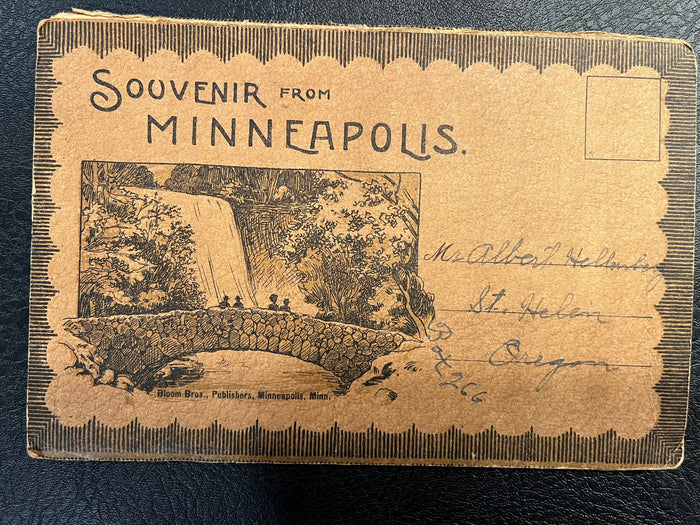 SOUVENIR FROM
MINNEAPOLIS.
Mr Albert
St. Helen
Oregon
Box 266
Bloom Bros., Publishers, Minneapolis, Minn.